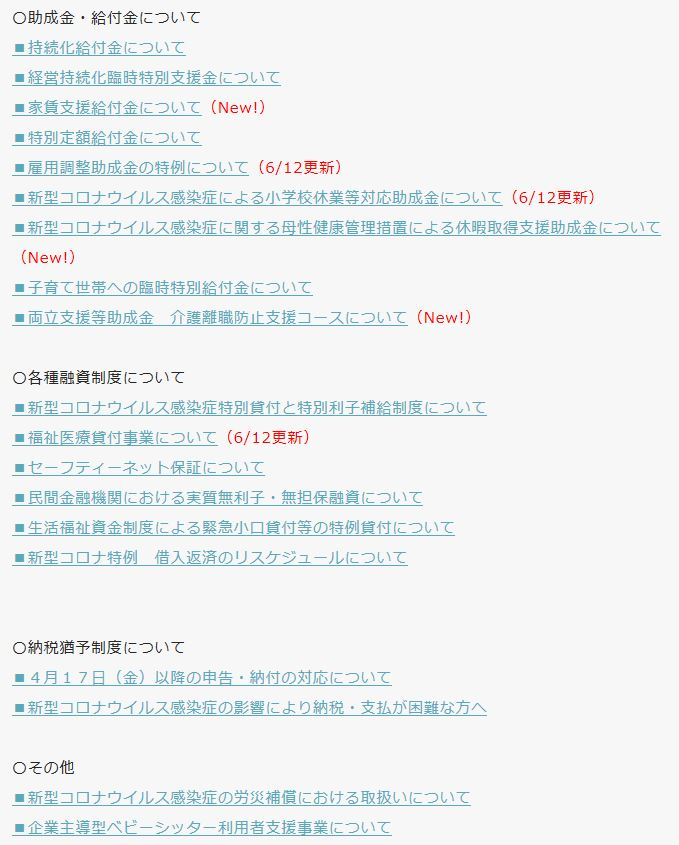 〇助成金・給付金について
■持続化給付金について
■経営持続化臨時特別支援金について
■家賃支援給付金について（New!）
■特別定額給付金について
■雇用調整助成金の特例について（6/12更新）
■新型コロナウイルス感染症による小学校休業等対応助成金について（6/12更新）
■新型コロナウイルス感染症に関する母性健康管理措置による休暇取得支援助成金について
（New!）
■子育て世帯への臨時特別給付金について
■両立支援等助成金　介護離職防止支援コースについて（New!）
〇各種融資制度について
■新型コロナウイルス感染症特別貸付と特別利子補給制度について
■福祉医療貸付事業について（6/12更新）
■セーフティーネット保証について
■民間金融機関における実質無利子・無担保融資について
■生活福祉資金制度による緊急小口貸付等の特例貸付について
■新型コロナ特例　借入返済のリスケジュールについて
〇納税猶予制度について
■４月１７日（金）以降の申告・納付の対応について
■新型コロナウイルス感染症の影響により納税・支払が困難な方へ
〇その他
■新型コロナウイルス感染症の労災補償における取扱いについて
■企業主導型ベビーシッター利用者支援事業について